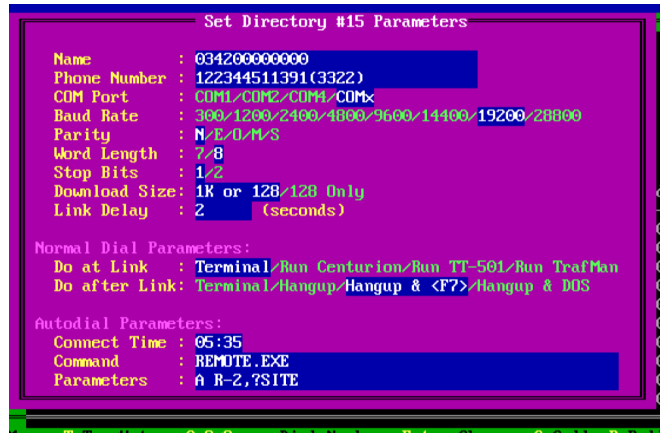 Set Directory #15 Parameters
Name : 034200000000
Phone Number : 122344511391(3322)
COM Port : COM1/COM2/COM4/COMx
Baud Rate : 300/1200/2400/4800/9600/14400/19200/28800
Parity : N/E/O/M/S
Word Length : 7/8
Stop Bits : 1/2
Download Size: 1K or 128/128 Only
Link Delay : 2 (seconds)
Normal Dial Parameters:
Do at Link : Terminal/Run Centurion/Run TT-501/Run TrafMan
Do after Link: Terminal/Hangup/Hangup & <F7>/Hangup & DOS
Autodial Parameters:
Connect Time : 05:35
Command : REMOTE.EXE
Parameters : A R-2,?SITE